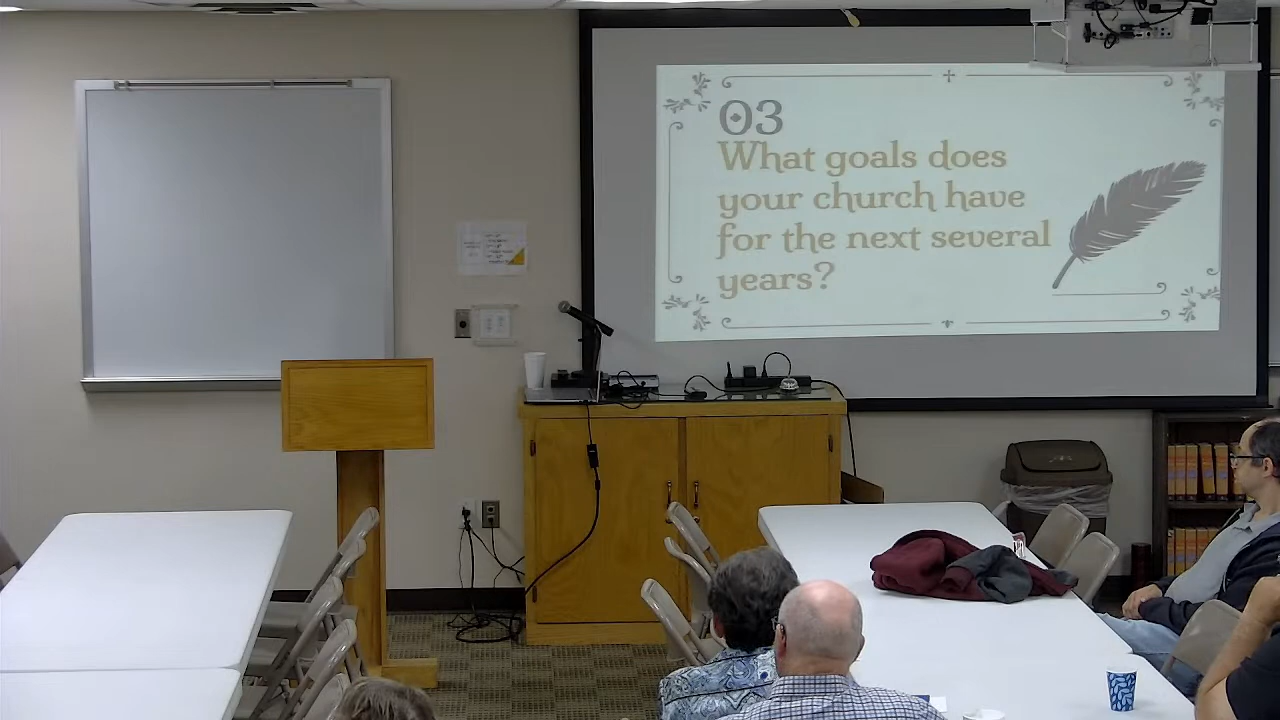 03
What goals does
your church have
for the next several
years?